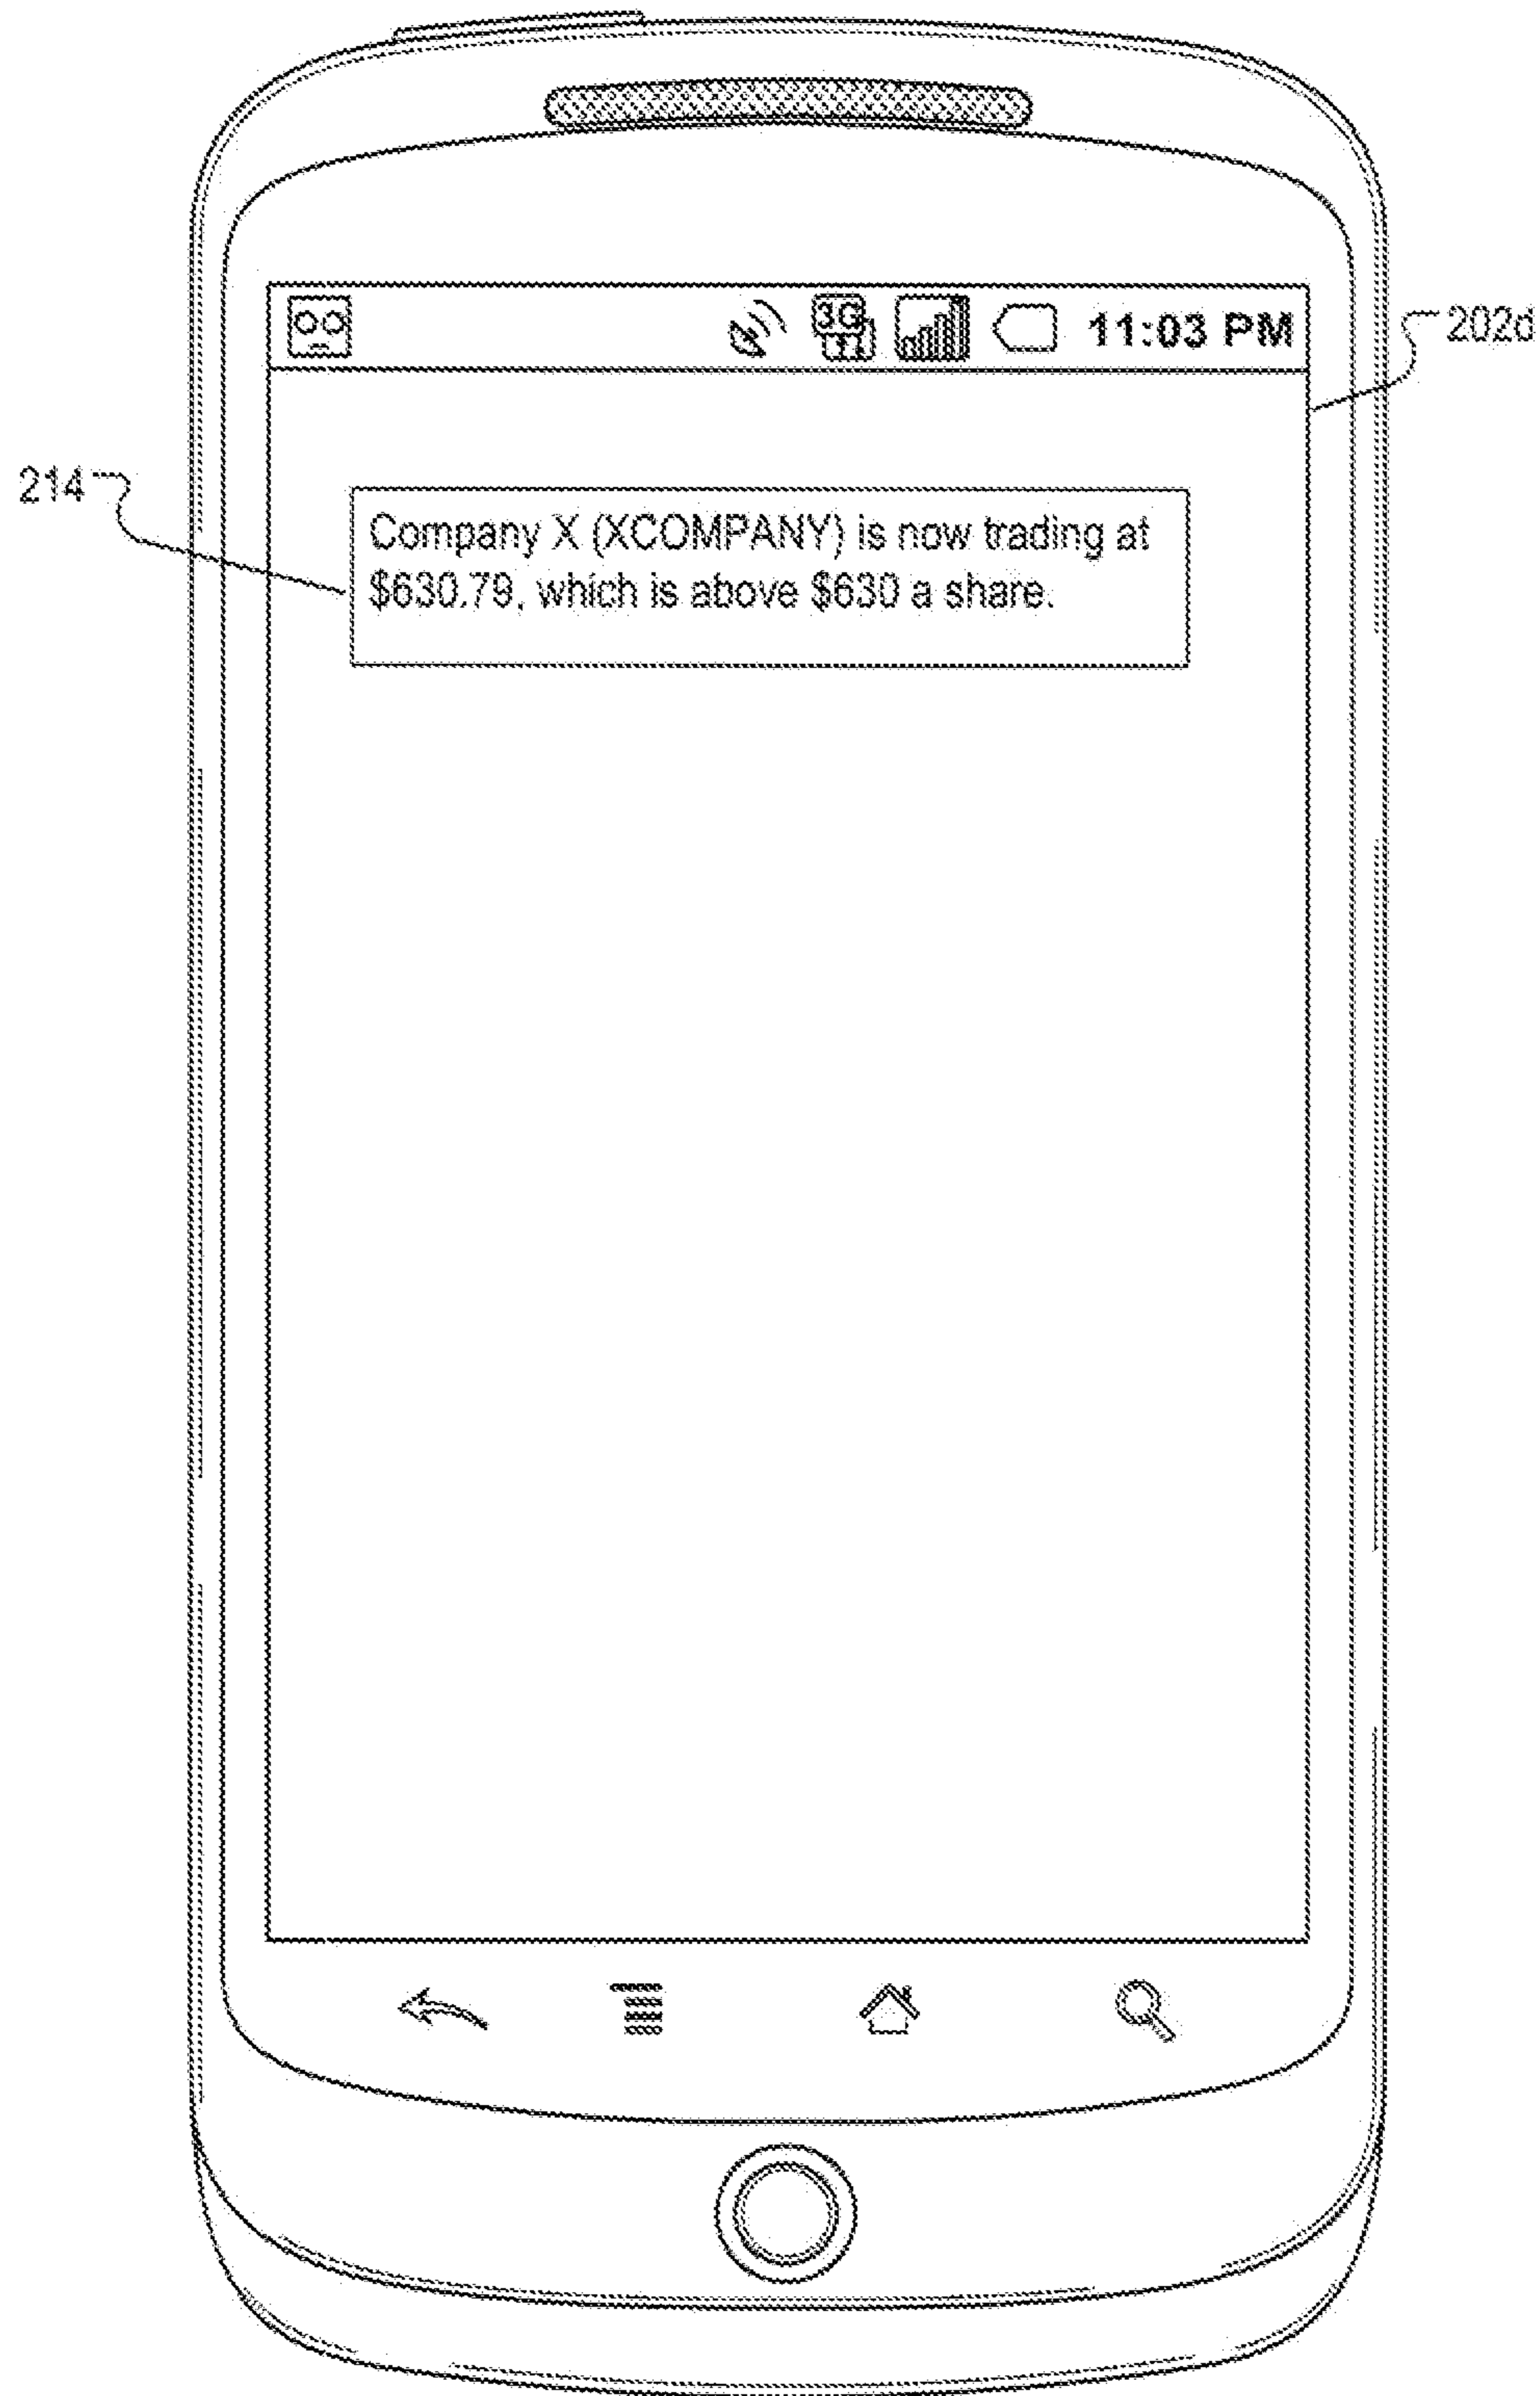 3G
11:03 PM
202d
214
Company X (XCOMPANY) is now trading at
$630.79, which is above $630 a share.